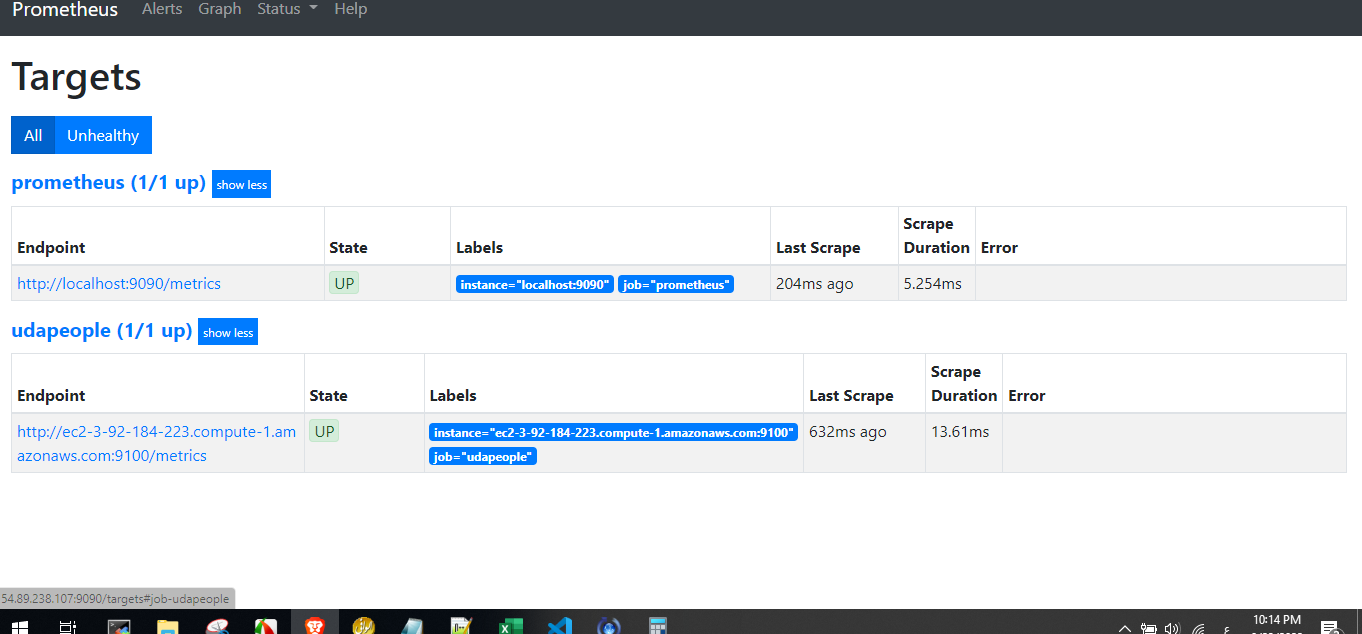 Prometheus Alerts Graph Status Help
Targets
All Unhealthy
prometheus (1/1 up) show less
Endpoint State Labels Last Scrape Scrape Duration Error
http://localhost:9090/metrics UP instance="localhost:9090" job="prometheus" 204ms ago 5.254ms
udapeople (1/1 up) show less
Endpoint State Labels Last Scrape Scrape Duration Error
http://ec2-3-92-184-223.compute-1.am UP instance="ec2-3-92-184-223.compute-1.amazonaws.com:9100" 632ms ago 13.61ms
azonaws.com:9100/metrics job="udapeople"
54.89.238.107:9090/targets#job-udapeople
ع 10:14 PM